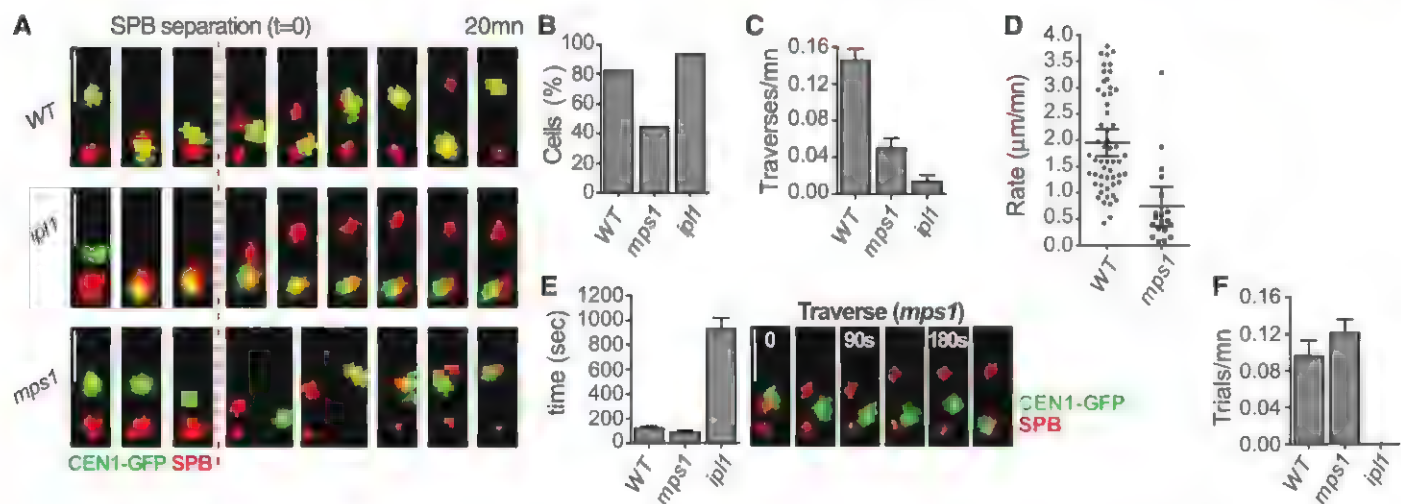 A
SPB separation (t=0)
20mn
WT
ipl1
mps1
CEN1-GFP SPB
B
Cells (%)
100
80
60
40
20
0
WT
mps1
ipl1
C
Traverses/mn
0.16
0.12
0.08
0.04
0.00
WT
mps1
ipl1
D
Rate (µm/mn)
4.0
3.5
3.0
2.5
2.0
1.5
1.0
0.5
0.0
WT
mps1
E
time (sec)
1200
1000
800
600
400
200
0
WT
mps1
ipl1
Traverse (mps1)
0
90s
180s
CEN1-GFP
SPB
F
Trials/mn
0.16
0.12
0.08
0.04
0.00
WT
mps1
ipl1